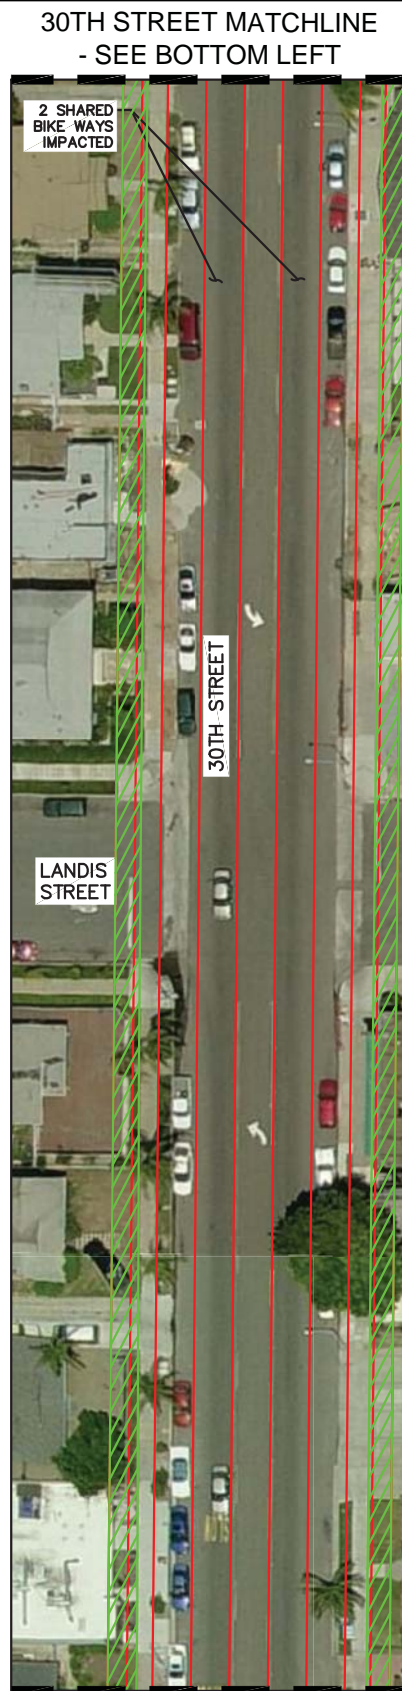 30TH STREET MATCHLINE
- SEE BOTTOM LEFT
2 SHARED
BIKE WAYS
IMPACTED
30TH STREET
LANDIS
STREET